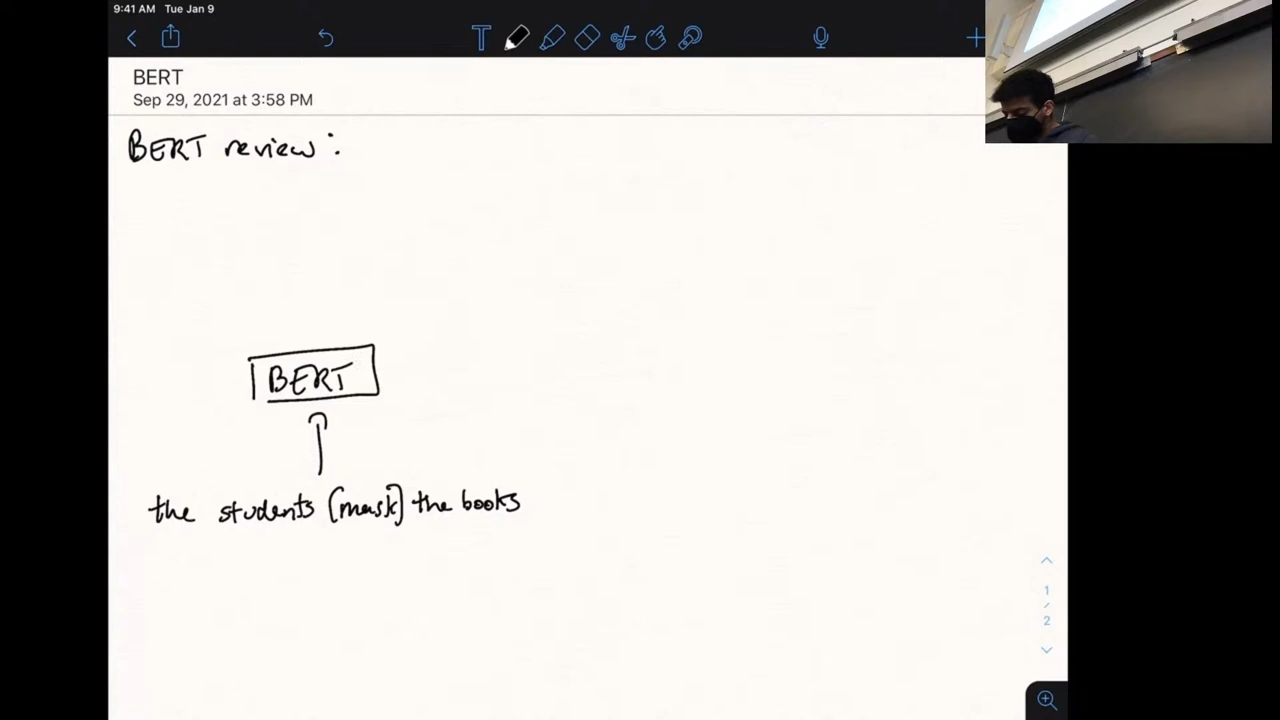 9:41 AM Tue Jan 9
BERT
Sep 29, 2021 at 3:58 PM
BERT review :
BERT
the students [mask] the books
1
/
2